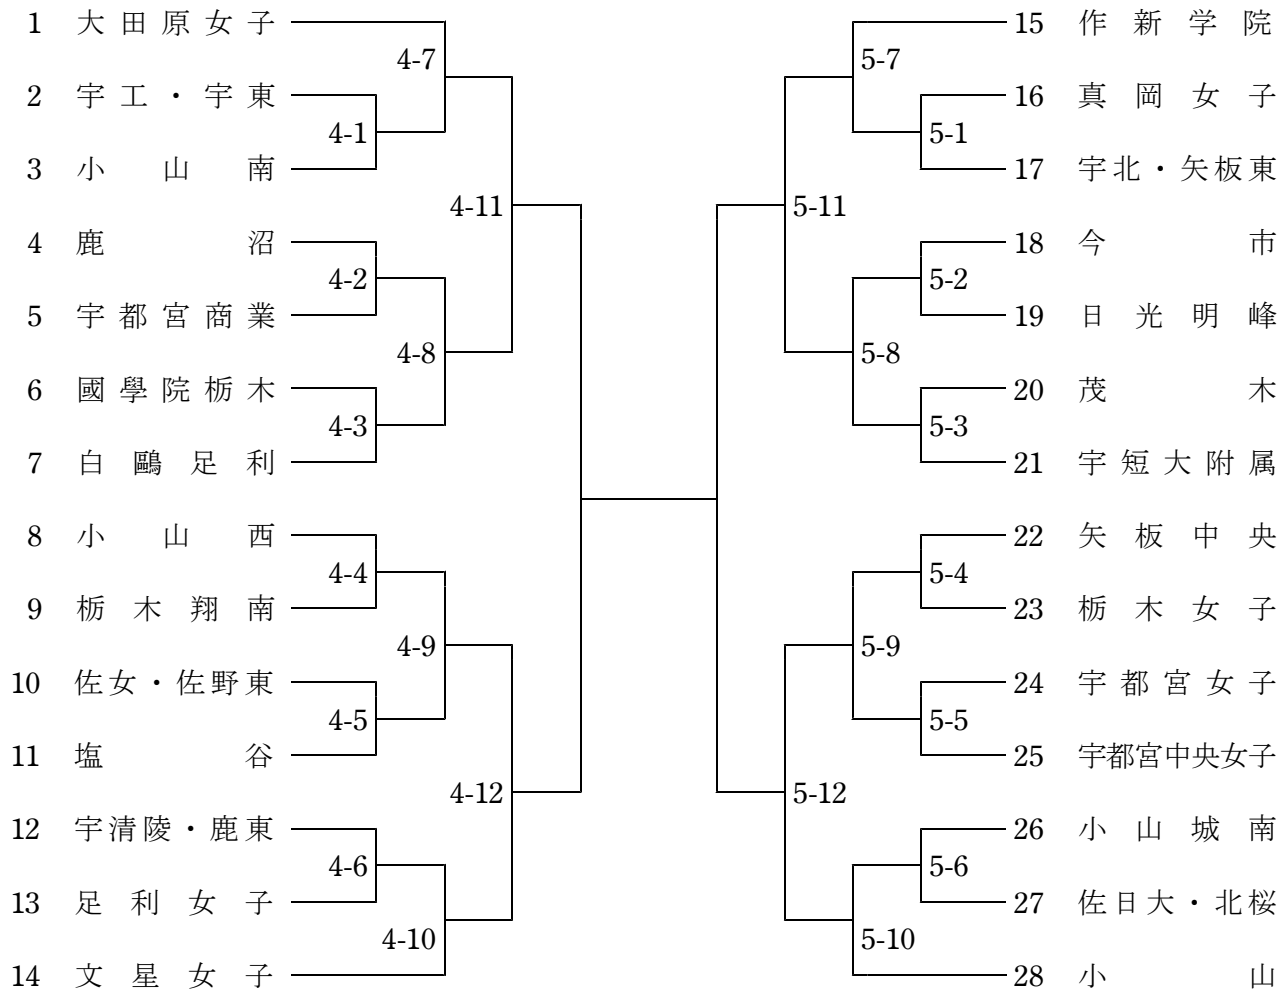 1 大田原女子
4-7
2 宇工・宇東
4-1
3 小山南
4-11
4 鹿沼
4-2
5 宇都宮商業
4-8
6 國學院栃木
4-3
7 白鷗足利
8 小山西
4-4
9 栃木翔南
4-9
10 佐女・佐野東
4-5
11 塩谷
4-12
12 宇清陵・鹿東
4-6
13 足利女子
4-10
14 文星女子
15 作新学院
5-7
16 真岡女子
5-1
17 宇北・矢板東
5-11
18 今市
5-2
19 日光明峰
5-8
20 茂木
5-3
21 宇短大附属
22 矢板中央
5-4
23 栃木女子
5-9
24 宇都宮女子
5-5
25 宇都宮中央女子
5-12
26 小山城南
5-6
27 佐日大・北桜
5-10
28 小山